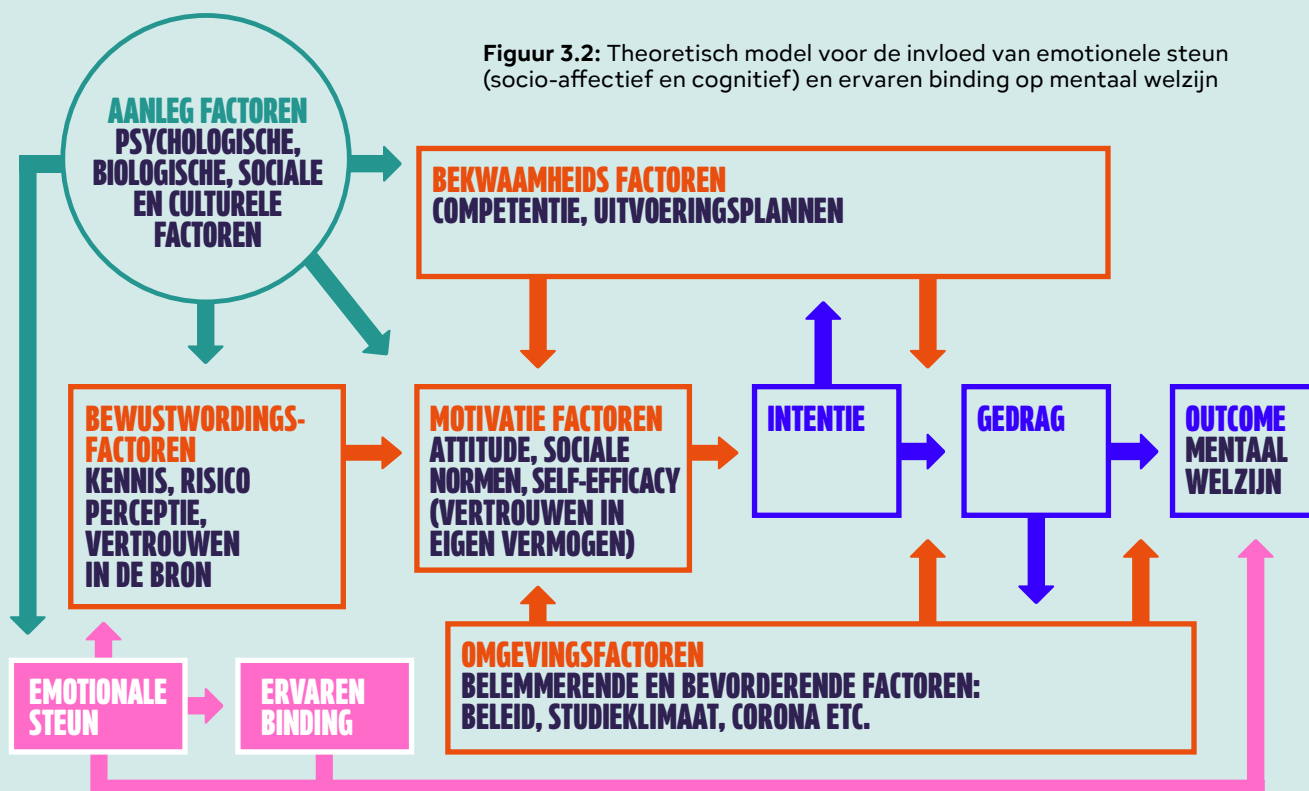 Figuur 3.2: Theoretisch model voor de invloed van emotionele steun
(socio-affectief en cognitief) en ervaren binding op mentaal welzijn
AANLEG FACTOREN
PSYCHOLOGISCHE,
BIOLOGISCHE, SOCIALE
EN CULTURELE
FACTOREN
BEKWAAMHEIDS FACTOREN
COMPETENTIE, UITVOERINGSPLANNEN
BEWUSTWORDINGS-
FACTOREN
KENNIS, RISICO
PERCEPTIE,
VERTROUWEN
IN DE BRON
MOTIVATIE FACTOREN
ATTITUDE, SOCIALE
NORMEN, SELF-EFFICACY
(VERTROUWEN IN
EIGEN VERMOGEN)
INTENTIE
GEDRAG
OUTCOME
MENTAAL
WELZIJN
EMOTIONALE
STEUN
ERVAREN
BINDING
OMGEVINGSFACTOREN
BELEMMERENDE EN BEVORDERENDE FACTOREN:
BELEID, STUDIEKLIMAAT, CORONA ETC.